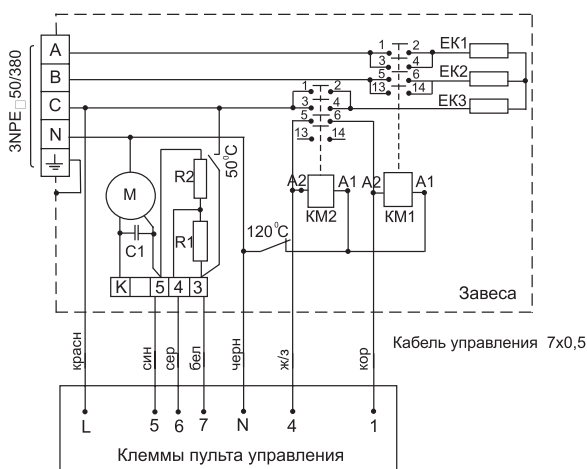 3NPE□50/380
A
B
C
N
1 2
3 4
1 2
5 6
13 14
3 4
5 6
13 14
EK1
EK2
EK3
M
C1
R2
R1
50°C
120°C
A2 A1
KM2
A2 A1
KM1
K 5 4 3
Завеса
Кабель управления 7х0,5
красн
син
сер
бел
черн
ж/з
кор
L 5 6 7 N 4 1
Клеммы пульта управления